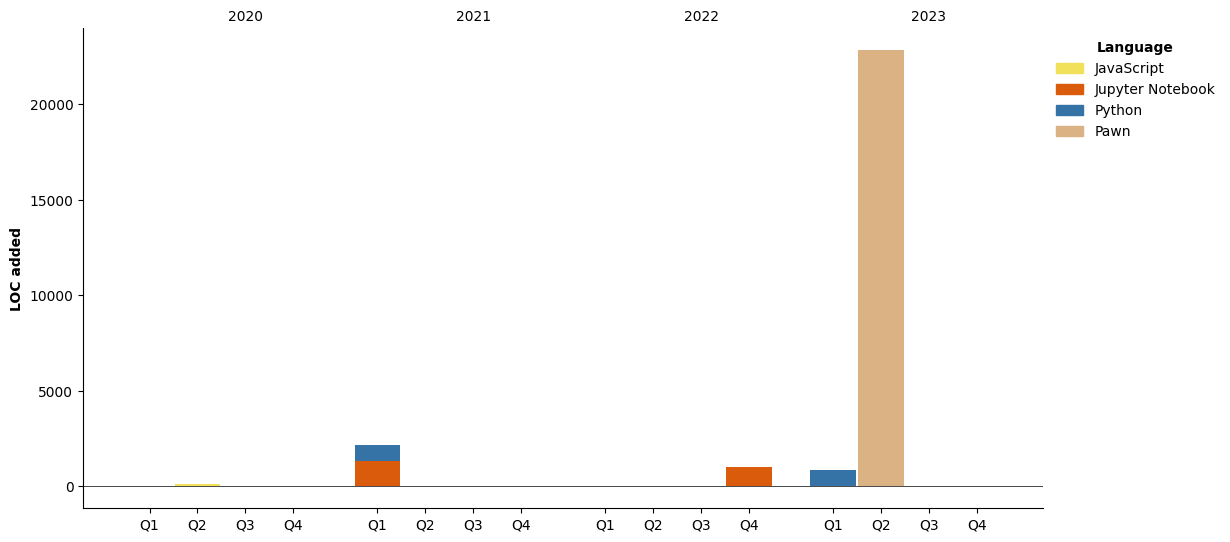 2020 2021 2022 2023
Language
JavaScript
Jupyter Notebook
Python
Pawn
LOC added
20000
15000
10000
5000
0
Q1 Q2 Q3 Q4 Q1 Q2 Q3 Q4 Q1 Q2 Q3 Q4 Q1 Q2 Q3 Q4